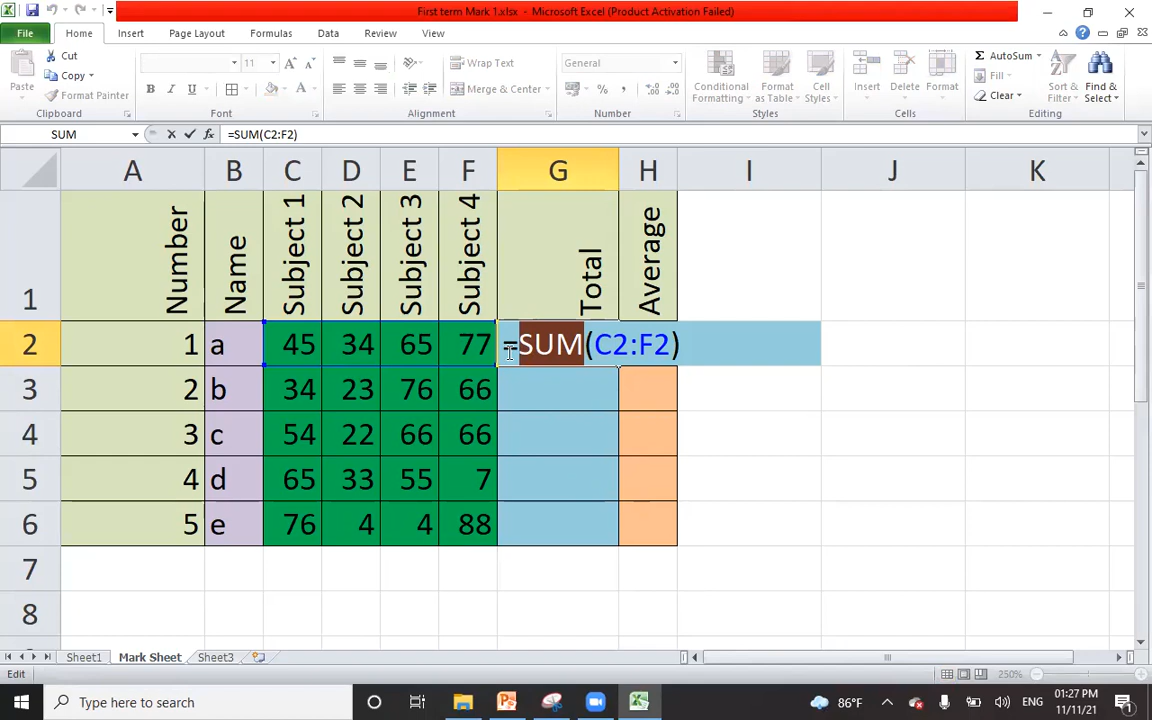 First term Mark 1.xlsx - Microsoft Excel (Product Activation Failed)
File Home Insert Page Layout Formulas Data Review View
Cut
Copy
Format Painter
Paste
Clipboard
11
B I U
Font
Wrap Text
Merge & Center
Alignment
General
Number
Conditional Formatting
Format as Table
Cell Styles
Styles
Insert Delete Format
Cells
AutoSum
Fill
Clear
Sort & Filter
Find & Select
Editing
SUM fx =SUM(C2:F2)
A B C D E F G H I J K
1 Number Name Subject 1 Subject 2 Subject 3 Subject 4 Total Average
2 1 a 45 34 65 77 =SUM(C2:F2)
3 2 b 34 23 76 66
4 3 c 54 22 66 66
5 4 d 65 33 55 7
6 5 e 76 4 4 88
7
8
Sheet1 Mark Sheet Sheet3
Edit 250%
Type here to search 86°F ENG 01:27 PM
11/11/21
1